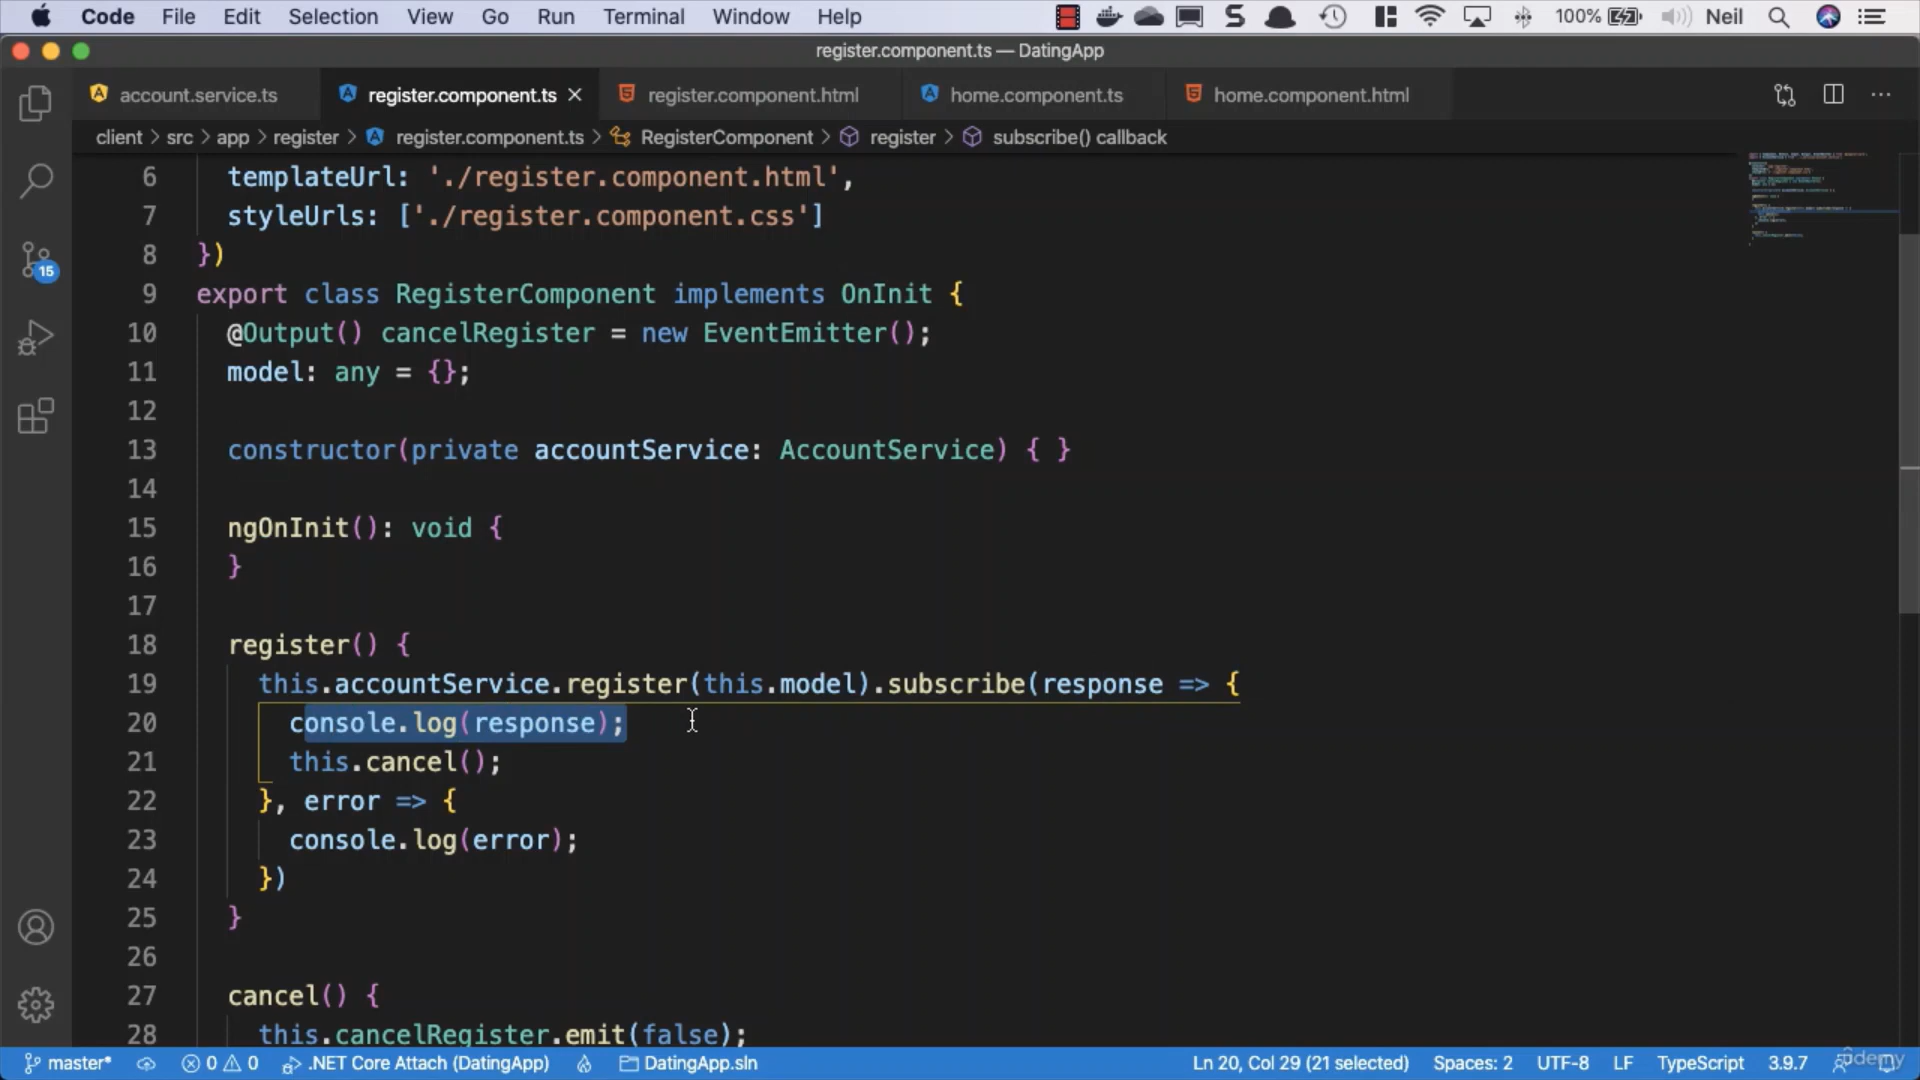 Code File Edit Selection View Go Run Terminal Window Help 100% Neil
register.component.ts — DatingApp
account.service.ts register.component.ts register.component.html home.component.ts home.component.html
client > src > app > register > register.component.ts > RegisterComponent > register > subscribe() callback
6 templateUrl: './register.component.html',
7 styleUrls: ['./register.component.css']
8 })
9 export class RegisterComponent implements OnInit {
10 @Output() cancelRegister = new EventEmitter();
11 model: any = {};
12
13 constructor(private accountService: AccountService) { }
14
15 ngOnInit(): void {
16 }
17
18 register() {
19 this.accountService.register(this.model).subscribe(response => {
20 console.log(response);
21 this.cancel();
22 }, error => {
23 console.log(error);
24 })
25 }
26
27 cancel() {
28 this.cancelRegister.emit(false);
15
master* 0 0 .NET Core Attach (DatingApp) DatingApp.sln Ln 20, Col 29 (21 selected) Spaces: 2 UTF-8 LF TypeScript 3.9.7
udemy